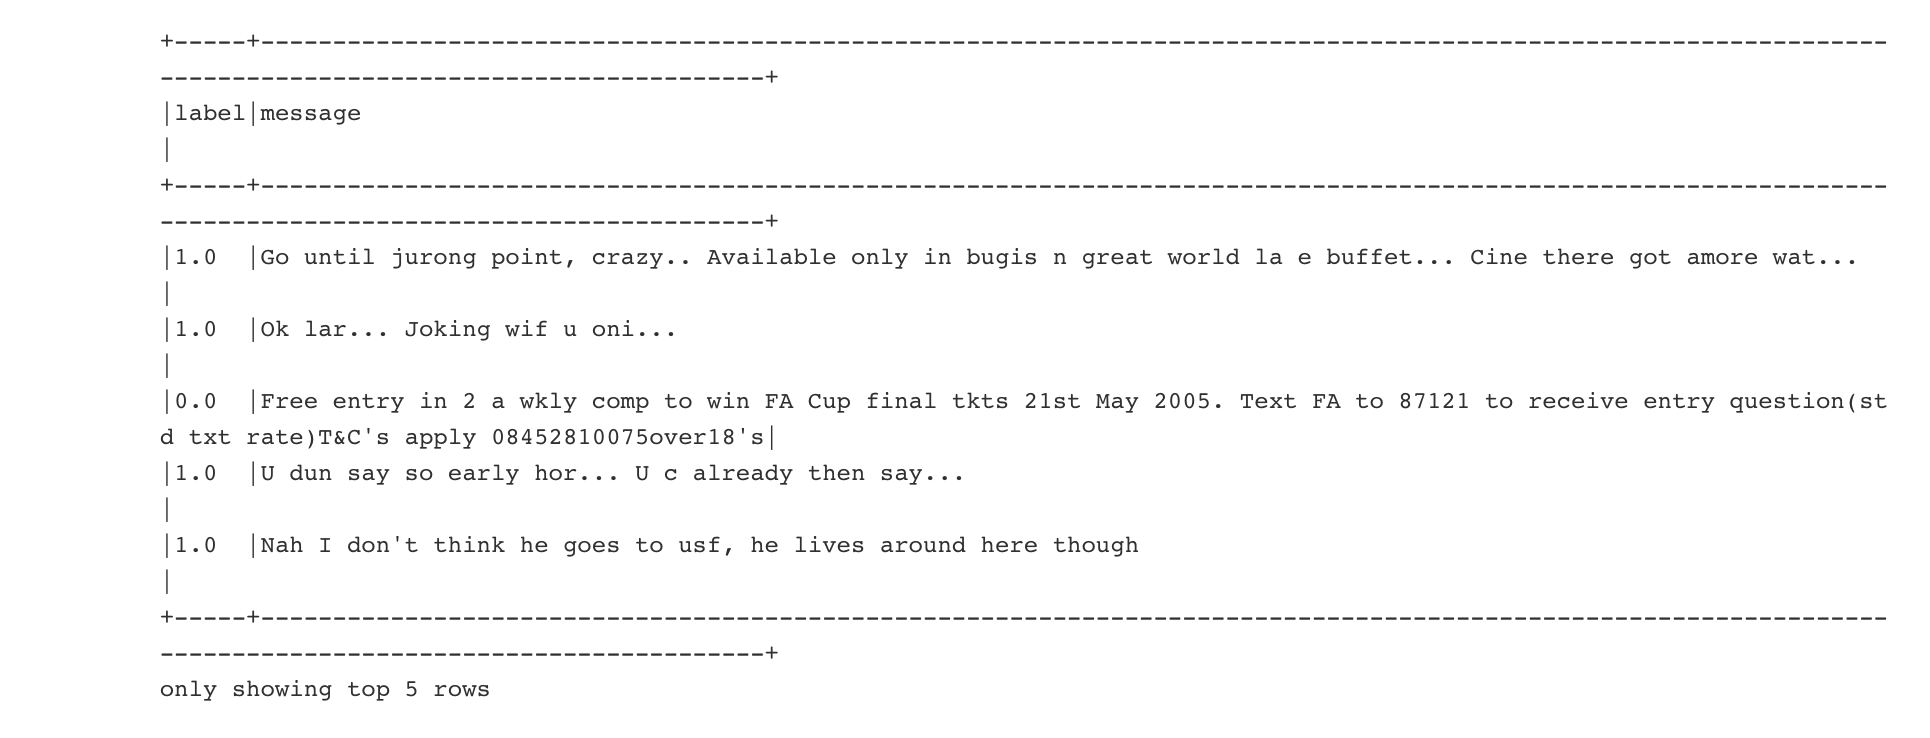 +-----+-----------------------------------------------------------------------------------------------------------------
------------------------------------------+
|label|message
|
+-----+-----------------------------------------------------------------------------------------------------------------
------------------------------------------+
|1.0  |Go until jurong point, crazy.. Available only in bugis n great world la e buffet... Cine there got amore wat...
|
|1.0  |Ok lar... Joking wif u oni...
|
|0.0  |Free entry in 2 a wkly comp to win FA Cup final tkts 21st May 2005. Text FA to 87121 to receive entry question(st
d txt rate)T&C's apply 08452810075over18's|
|1.0  |U dun say so early hor... U c already then say...
|
|1.0  |Nah I don't think he goes to usf, he lives around here though
|
+-----+-----------------------------------------------------------------------------------------------------------------
------------------------------------------+
only showing top 5 rows